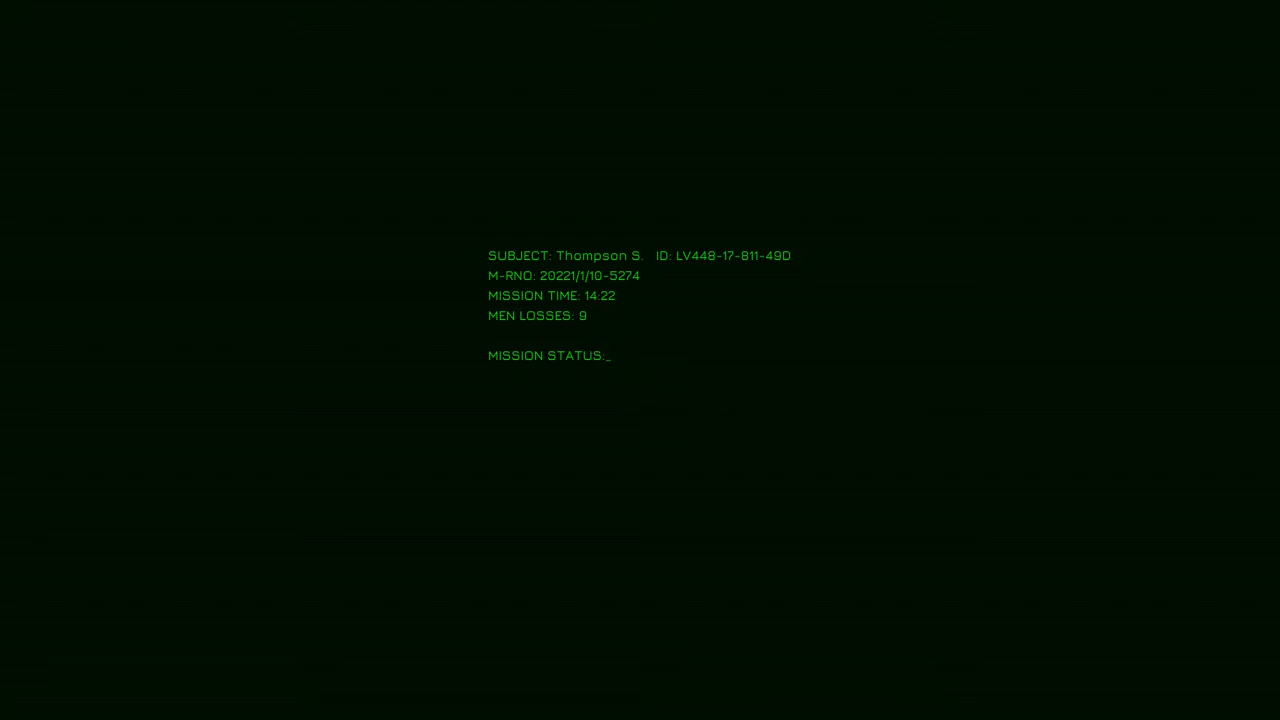 SUBJECT: Thompson S. ID: LV448-17-B11-49D
M-RNO: 20221/1/10-5274
MISSION TIME: 14:22
MEN LOSSES: 9
MISSION STATUS:_